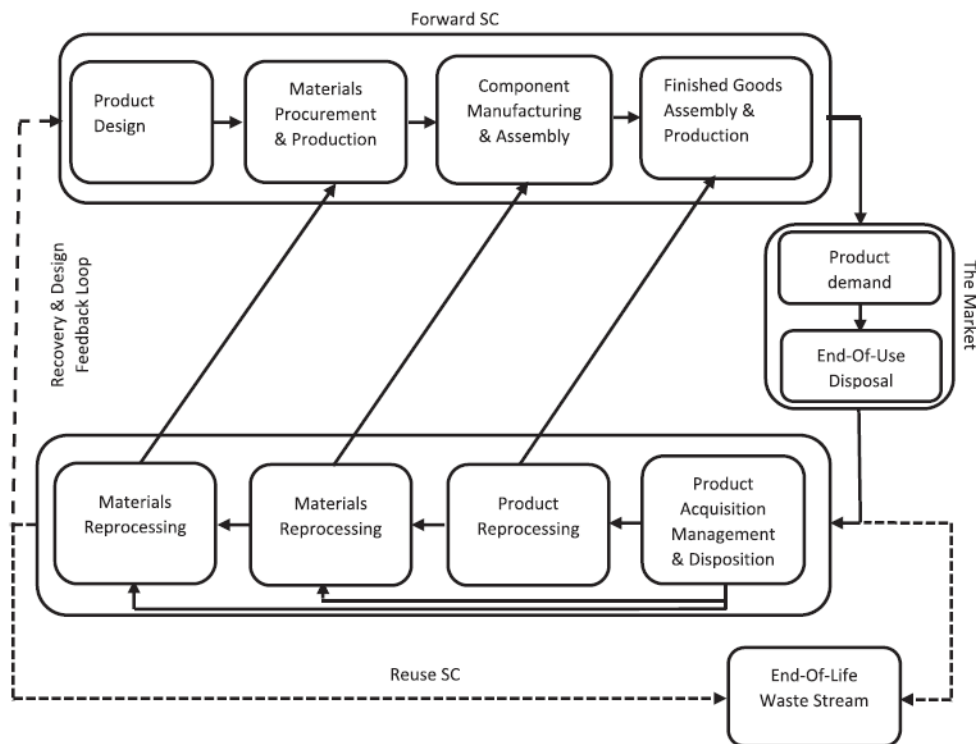 Forward SC
Product
Design
Materials
Procurement
& Production
Component
Manufacturing
& Assembly
Finished Goods
Assembly &
Production
Product
demand
End-Of-Use
Disposal
The Market
Recovery & Design
Feedback Loop
Materials
Reprocessing
Materials
Reprocessing
Product
Reprocessing
Product
Acquisition
Management
& Disposition
Reuse SC
End-Of-Life
Waste Stream